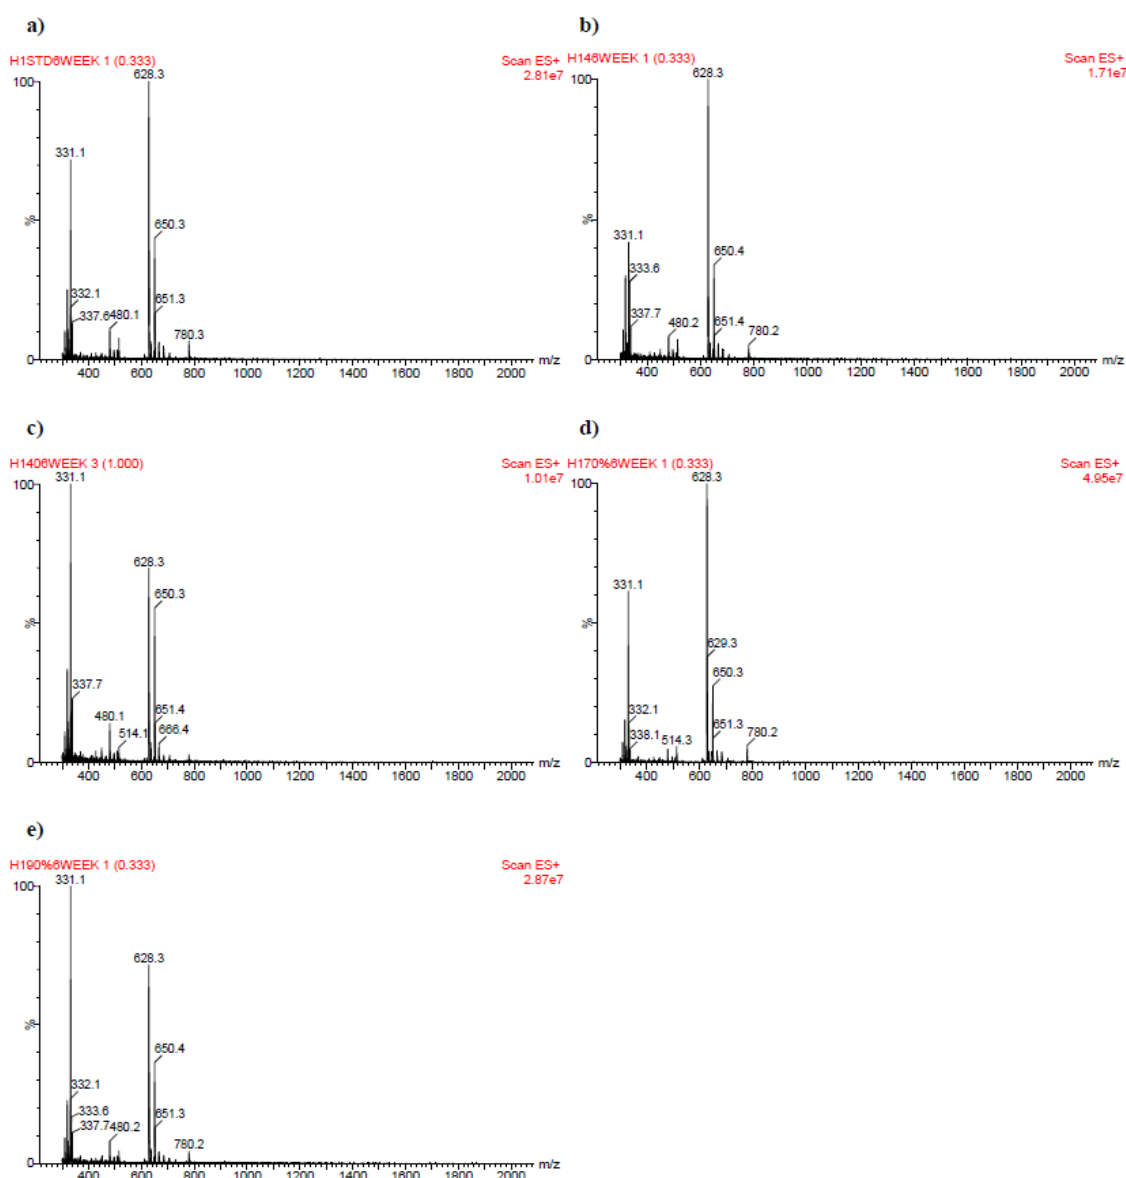 a)
H1STD6WEEK 1 (0.333)
Scan ES+
2.81e7
628.3
100
331.1
%
650.3
332.1
651.3
337.6
480.1
780.3
0
400 600 800 1000 1200 1400 1600 1800 2000
m/z
b)
H146WEEK 1 (0.333)
Scan ES+
1.71e7
628.3
100
%
331.1
650.4
333.6
337.7
480.2
651.4
780.2
0
400 600 800 1000 1200 1400 1600 1800 2000
m/z
c)
H1406WEEK 3 (1.000)
Scan ES+
1.01e7
331.1
100
628.3
%
650.3
337.7
480.1
651.4
514.1
666.4
0
400 600 800 1000 1200 1400 1600 1800 2000
m/z
d)
H170%6WEEK 1 (0.333)
Scan ES+
4.95e7
628.3
100
331.1
%
629.3
650.3
332.1
651.3
338.1
514.3
780.2
0
400 600 800 1000 1200 1400 1600 1800 2000
m/z
e)
H190%6WEEK 1 (0.333)
Scan ES+
2.87e7
331.1
100
628.3
%
650.4
332.1
333.6
651.3
337.7
480.2
780.2
0
400 600 800 1000 1200 1400 1600 1800 2000
m/z